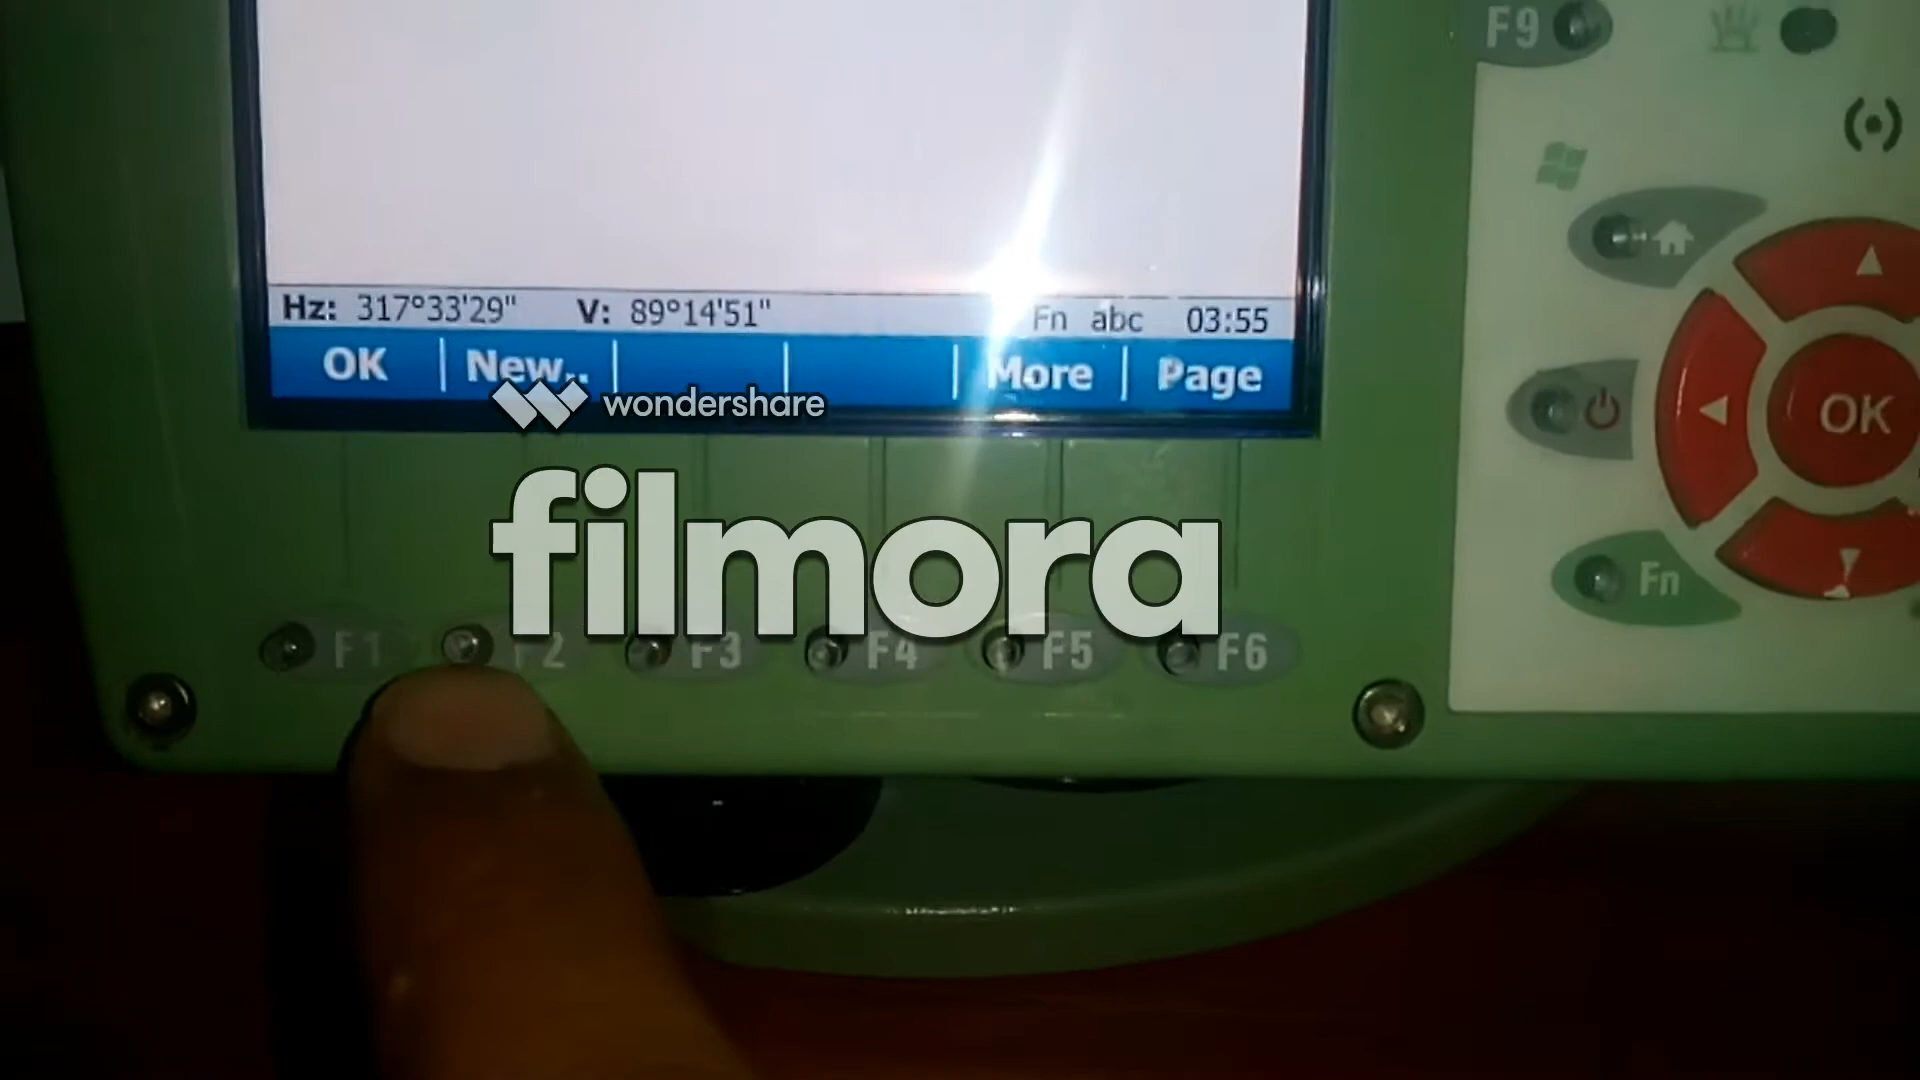 F9
Hz: 317°33'29" V: 89°14'51" Fn abc 03:55
OK New.. More Page
wondershare
filmora
OK
Fn
F1 F2 F3 F4 F5 F6